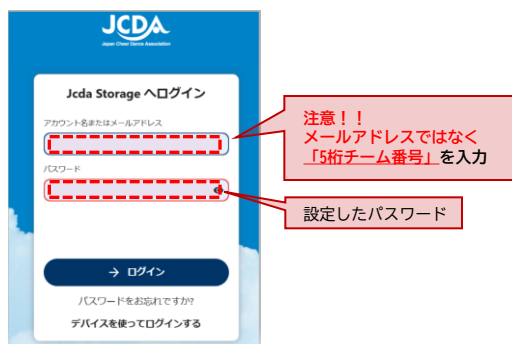 JCDA
Japan Cheer Dance Association
Jcda Storage へログイン
アカウント名またはメールアドレス
パスワード
→ ログイン
パスワードをお忘れですか?
デバイスを使ってログインする
注意！！
メールアドレスではなく
「5桁チーム番号」を入力
設定したパスワード